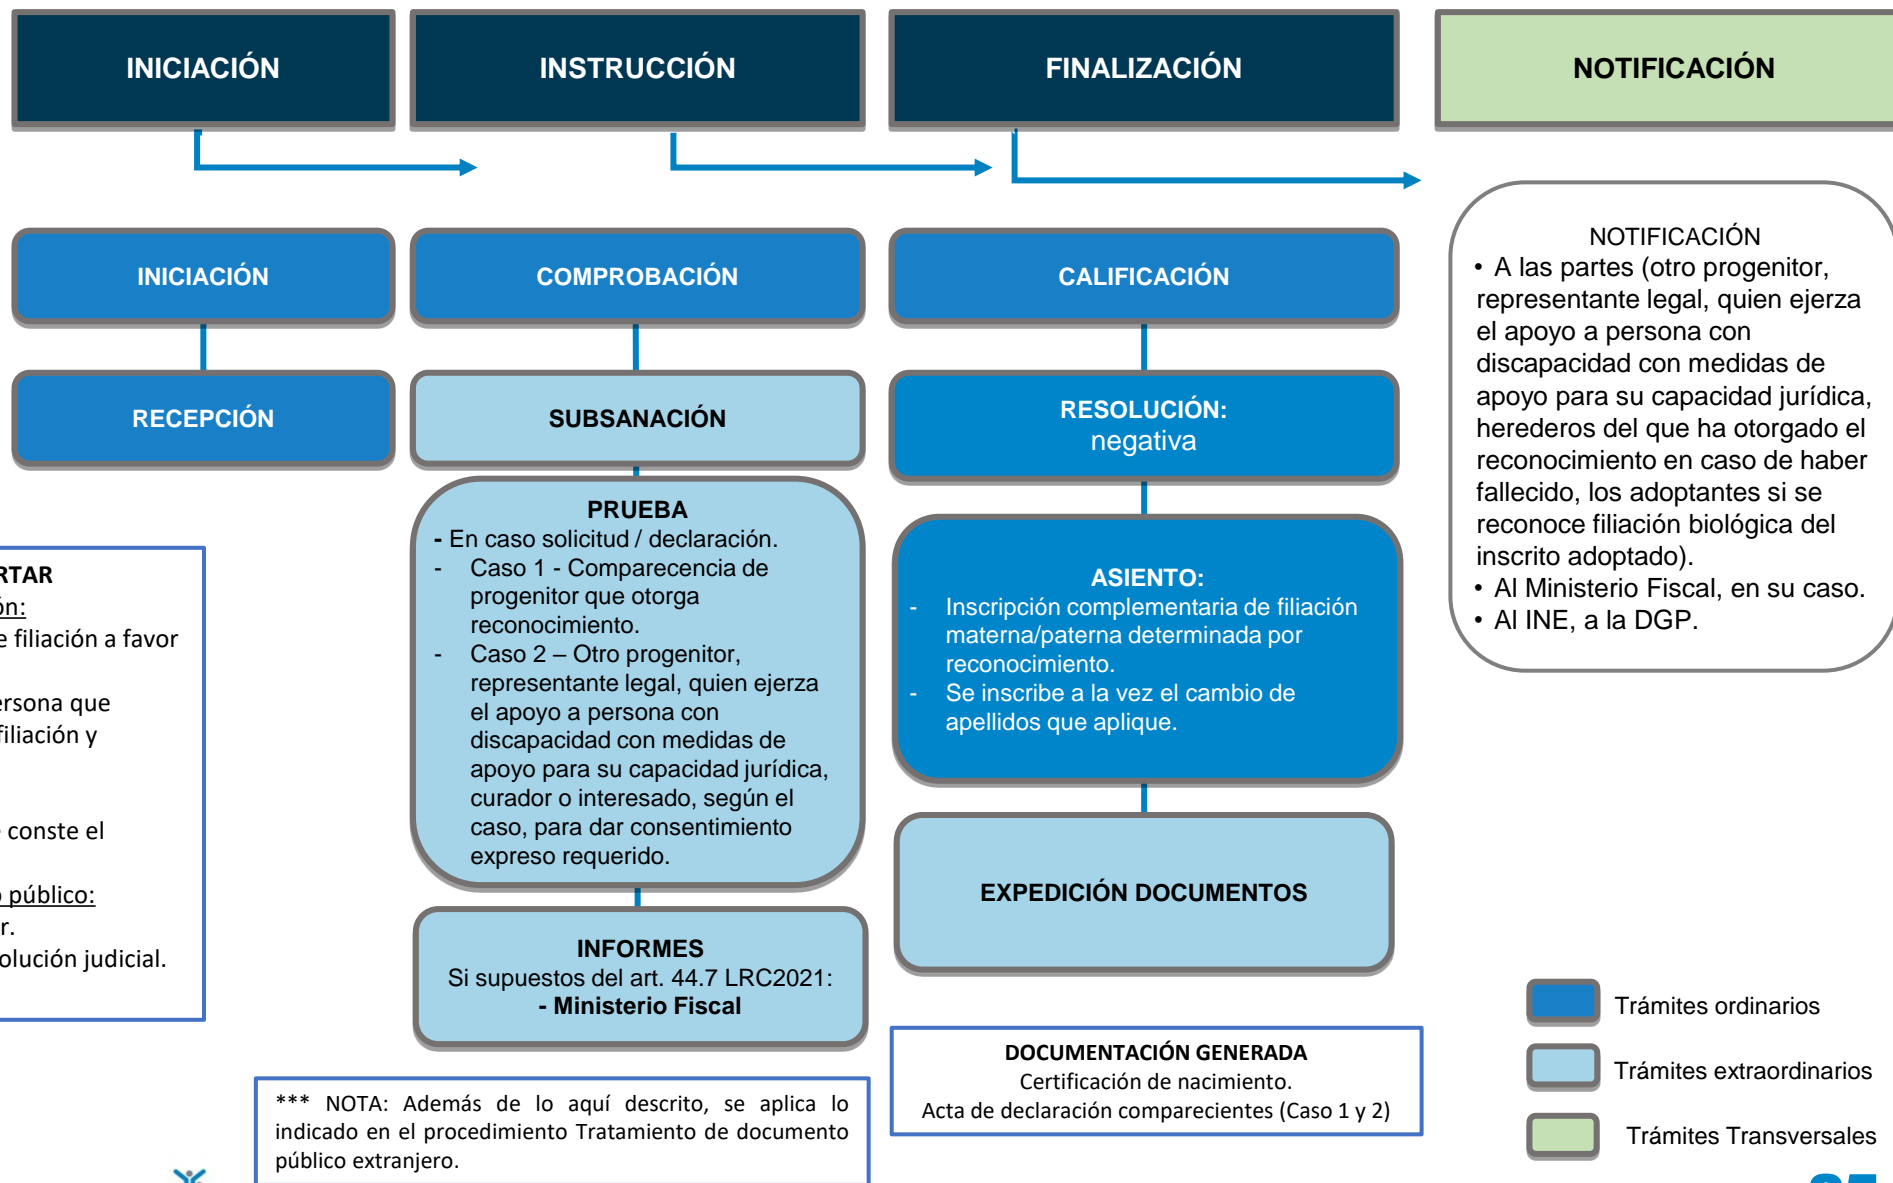 INICIACIÓN
INSTRUCCIÓN
FINALIZACIÓN
NOTIFICACIÓN
INICIACIÓN
RECEPCIÓN
RTAR
ón:
e filiación a favor
ersona que
filiación y
e conste el
o público:
r.
olución judicial.
COMPROBACIÓN
SUBSANACIÓN
PRUEBA
- En caso solicitud / declaración.
- Caso 1 - Comparecencia de
progenitor que otorga
reconocimiento.
- Caso 2 – Otro progenitor,
representante legal, quien ejerza
el apoyo a persona con
discapacidad con medidas de
apoyo para su capacidad jurídica,
curador o interesado, según el
caso, para dar consentimiento
expreso requerido.
INFORMES
Si supuestos del art. 44.7 LRC2021:
- Ministerio Fiscal
*** NOTA: Además de lo aquí descrito, se aplica lo
indicado en el procedimiento Tratamiento de documento
público extranjero.
CALIFICACIÓN
RESOLUCIÓN:
negativa
ASIENTO:
- Inscripción complementaria de filiación
materna/paterna determinada por
reconocimiento.
- Se inscribe a la vez el cambio de
apellidos que aplique.
EXPEDICIÓN DOCUMENTOS
DOCUMENTACIÓN GENERADA
Certificación de nacimiento.
Acta de declaración comparecientes (Caso 1 y 2)
NOTIFICACIÓN
• A las partes (otro progenitor,
representante legal, quien ejerza
el apoyo a persona con
discapacidad con medidas de
apoyo para su capacidad jurídica,
herederos del que ha otorgado el
reconocimiento en caso de haber
fallecido, los adoptantes si se
reconoce filiación biológica del
inscrito adoptado).
• Al Ministerio Fiscal, en su caso.
• Al INE, a la DGP.
Trámites ordinarios
Trámites extraordinarios
Trámites Transversales